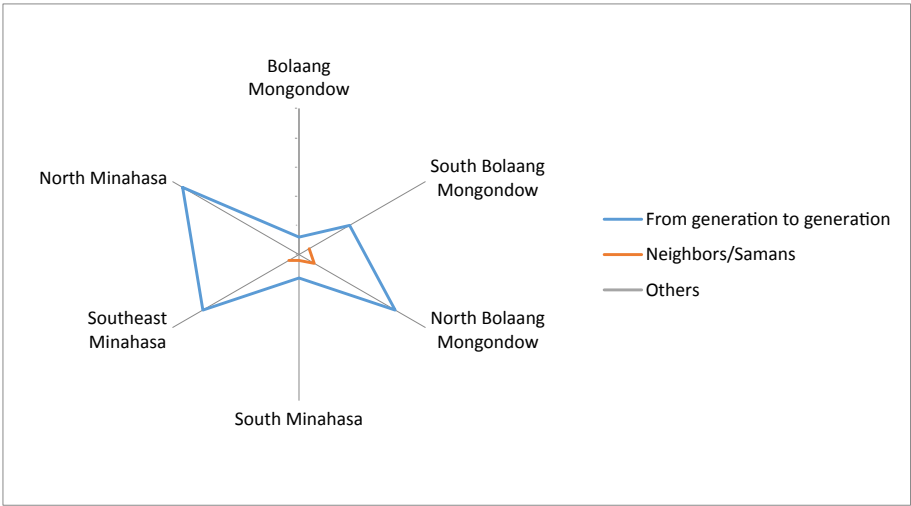 Bolaang
Mongondow
South Bolaang
Mongondow
North Bolaang
Mongondow
South Minahasa
Southeast
Minahasa
North Minahasa
From generation to generation
Neighbors/Samans
Others